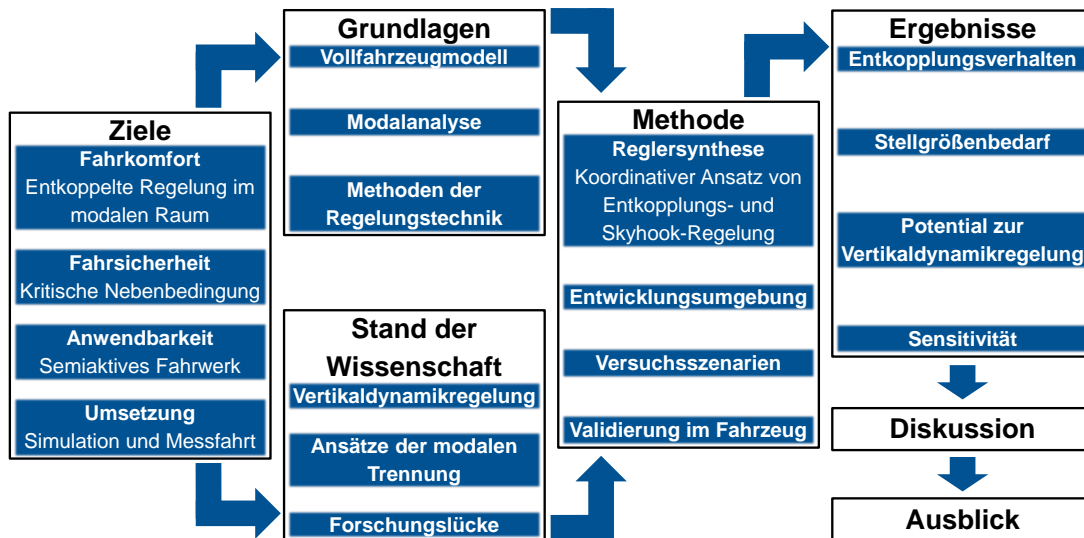 Ziele
Fahrkomfort
Entkoppelte Regelung im
modalen Raum
Fahrsicherheit
Kritische Nebenbedingung
Anwendbarkeit
Semiaktives Fahrwerk
Umsetzung
Simulation und Messfahrt
Grundlagen
Vollfahrzeugmodell
Modalanalyse
Methoden der
Regelungstechnik
Stand der
Wissenschaft
Vertikaldynamikregelung
Ansätze der modalen
Trennung
Forschungslücke
Methode
Reglersynthese
Koordinativer Ansatz von
Entkopplungs- und
Skyhook-Regelung
Entwicklungsumgebung
Versuchsszenarien
Validierung im Fahrzeug
Ergebnisse
Entkopplungsverhalten
Stellgrößenbedarf
Potential zur
Vertikaldynamikregelung
Sensitivität
Diskussion
Ausblick